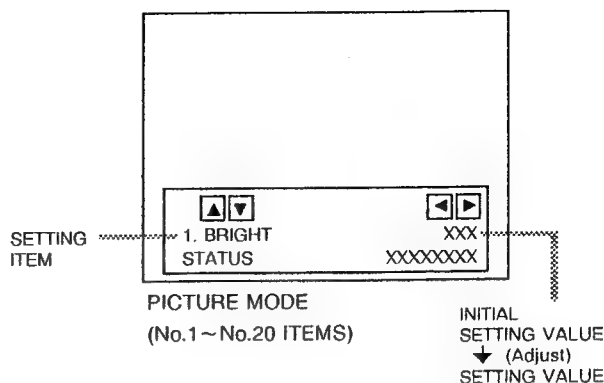 ▲▼ ◀▶
SETTING ITEM
1. BRIGHT XXX
STATUS XXXXXXXX
PICTURE MODE
(No.1~No.20 ITEMS)
INITIAL
SETTING VALUE
↓ (Adjust)
SETTING VALUE